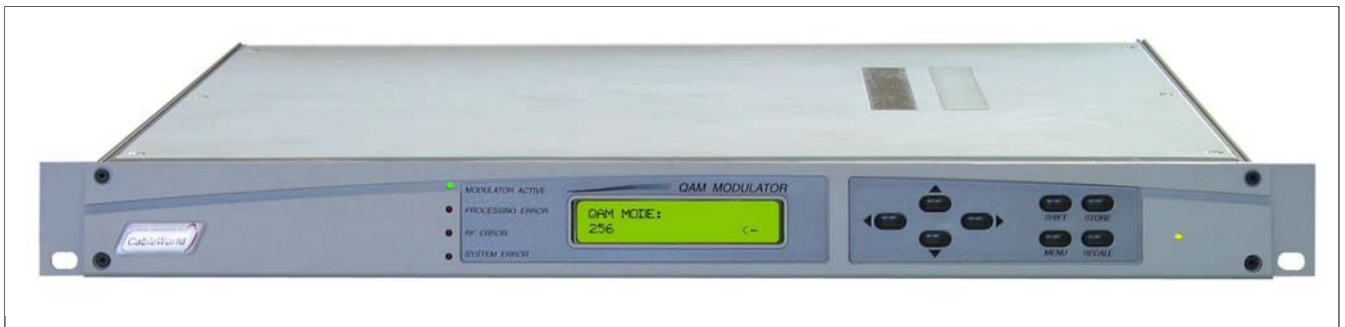 MODULATOR ACTIVE
QAM MODULATOR
PROCESSING ERROR
RF ERROR
SYSTEM ERROR
QAM MODE:
256 (←
SHIFT STORE
MENU RECALL
CableWorld